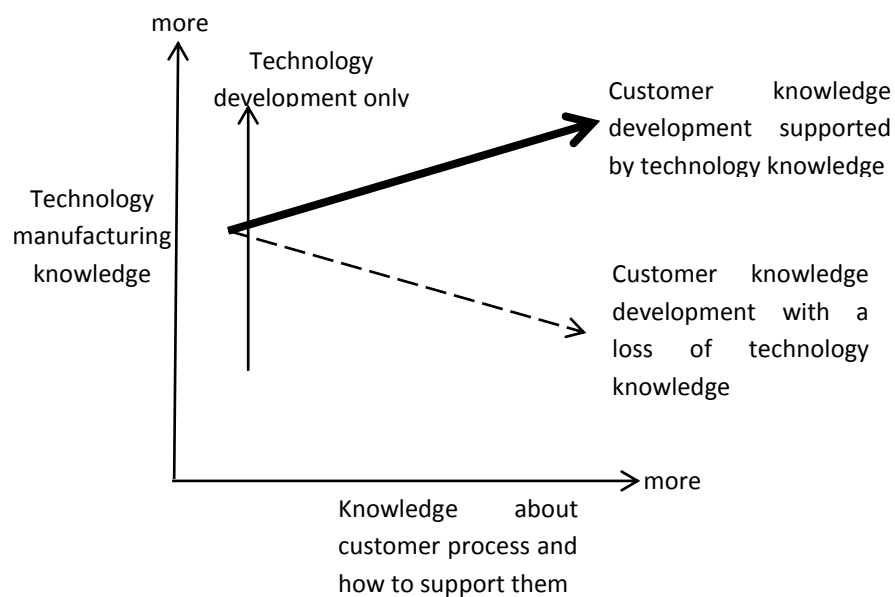 more
Technology
development only
Customer knowledge
development supported
by technology knowledge
Technology
manufacturing
knowledge
Customer knowledge
development with a
loss of technology
knowledge
more
Knowledge about
customer process and
how to support them